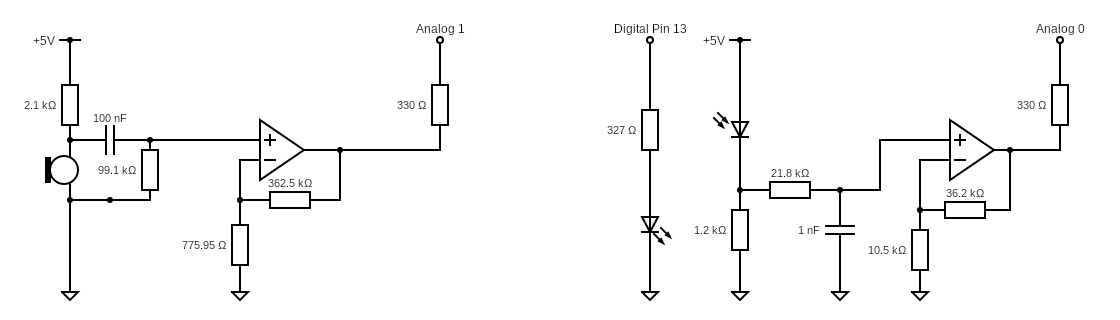 Analog 1
+5V
2.1 kΩ
100 nF
99.1 kΩ
330 Ω
362.5 kΩ
775.95 Ω
Digital Pin 13
+5V
Analog 0
327 Ω
330 Ω
21.8 kΩ
36.2 kΩ
1.2 kΩ
1 nF
10.5 kΩ